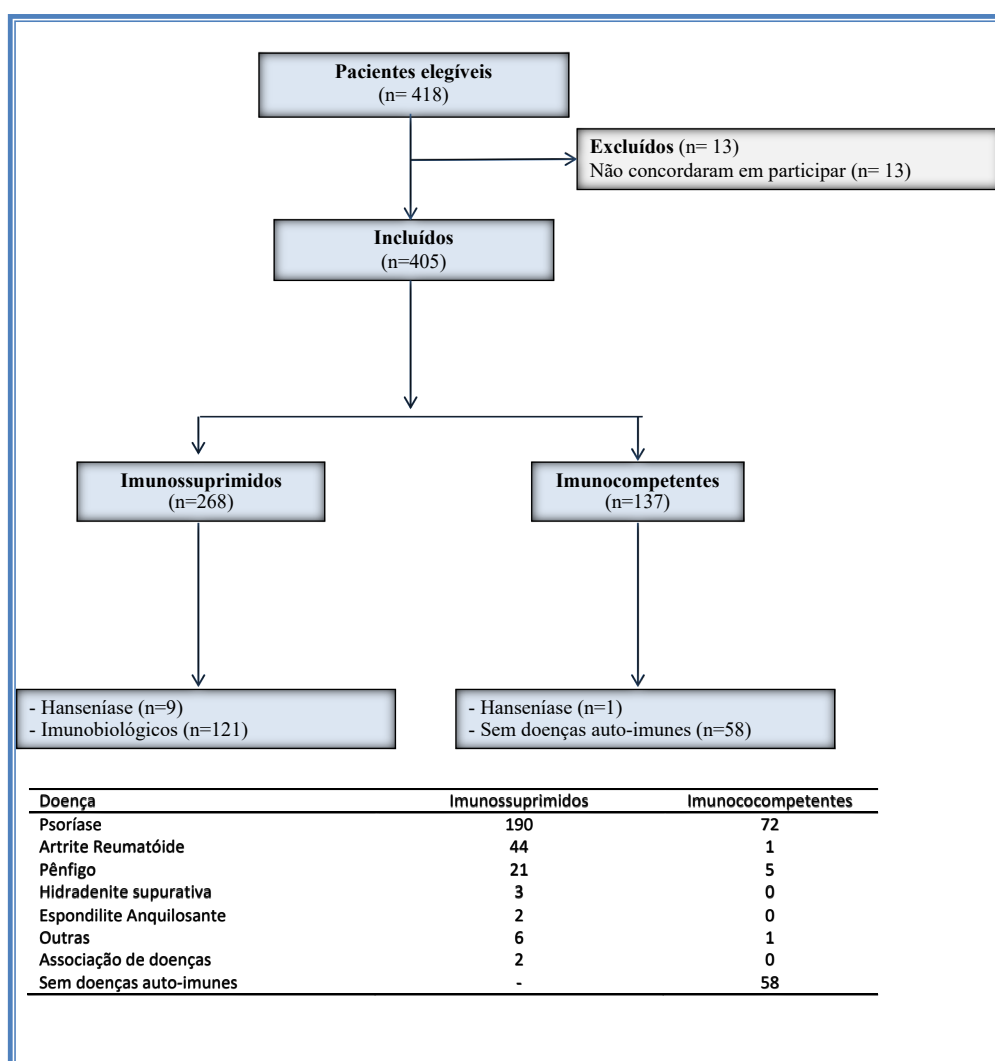 Pacientes elegíveis
(n= 418)
Excluídos (n= 13)
Não concordaram em participar (n= 13)
Incluídos
(n=405)
Imunossuprimidos
(n=268)
Imunocompetentes
(n=137)
- Hanseníase (n=9)
- Imunobiológicos (n=121)
- Hanseníase (n=1)
- Sem doenças auto-imunes (n=58)
Doença Imunossuprimidos Imunococompetentes
Psoríase 190 72
Artrite Reumatóide 44 1
Pênfigo 21 5
Hidradenite supurativa 3 0
Espondilite Anquilosante 2 0
Outras 6 1
Associação de doenças 2 0
Sem doenças auto-imunes - 58